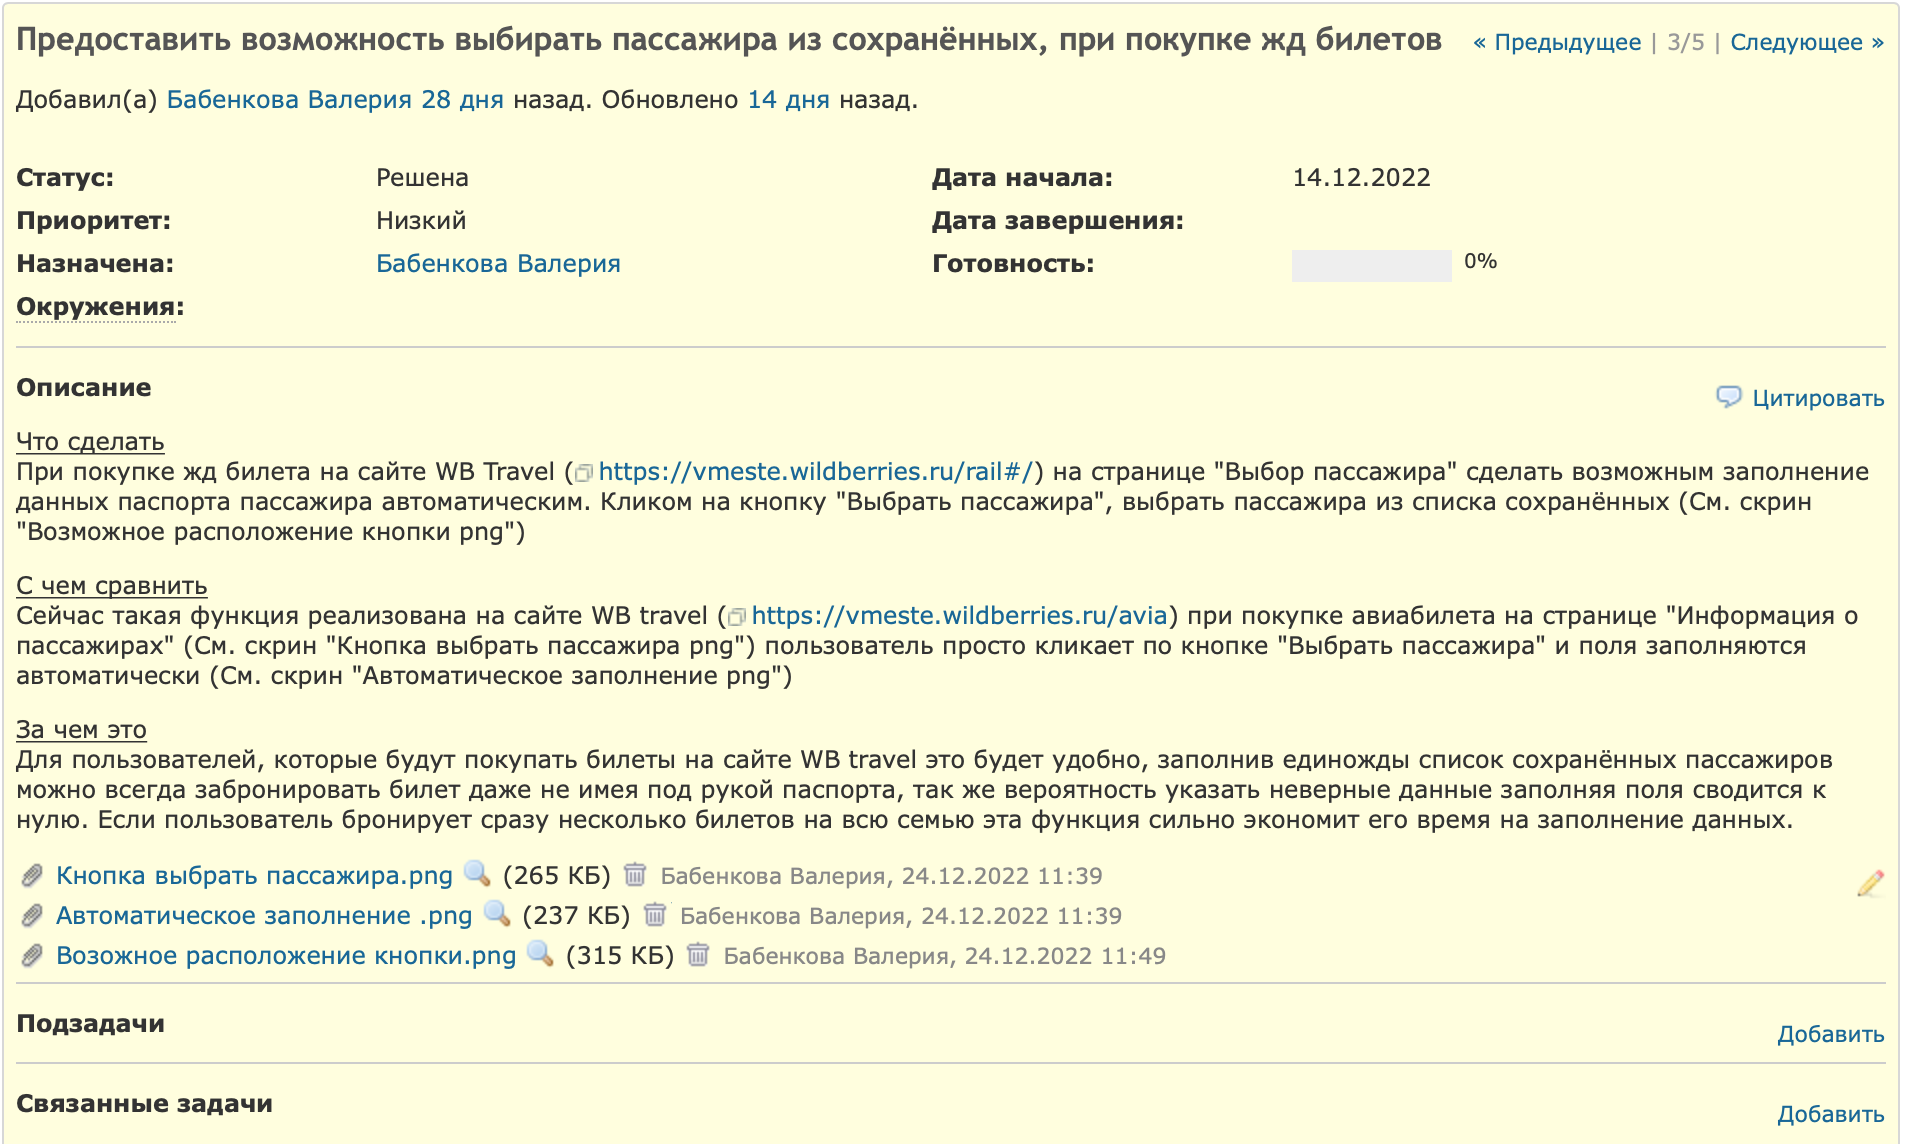 Предоставить возможность выбирать пассажира из сохранённых, при покупке жд билетов
« Предыдущее | 3/5 | Следующее »
Добавил(а) Бабенкова Валерия 28 дня назад. Обновлено 14 дня назад.
Статус: Решена
Дата начала: 14.12.2022
Приоритет: Низкий
Дата завершения:
Назначена: Бабенкова Валерия
Готовность: 0%
Окружения:
Описание
Цитировать
Что сделать
При покупке жд билета на сайте WB Travel (https://vmeste.wildberries.ru/rail#/) на странице "Выбор пассажира" сделать возможным заполнение
данных паспорта пассажира автоматическим. Кликом на кнопку "Выбрать пассажира", выбрать пассажира из списка сохранённых (См. скрин
"Возможное расположение кнопки png")
С чем сравнить
Сейчас такая функция реализована на сайте WB travel (https://vmeste.wildberries.ru/avia) при покупке авиабилета на странице "Информация о
пассажирах" (См. скрин "Кнопка выбрать пассажира png") пользователь просто кликает по кнопке "Выбрать пассажира" и поля заполняются
автоматически (См. скрин "Автоматическое заполнение png")
За чем это
Для пользователей, которые будут покупать билеты на сайте WB travel это будет удобно, заполнив единожды список сохранённых пассажиров
можно всегда забронировать билет даже не имея под рукой паспорта, так же вероятность указать неверные данные заполняя поля сводится к
нулю. Если пользователь бронирует сразу несколько билетов на всю семью эта функция сильно экономит его время на заполнение данных.
Кнопка выбрать пассажира.png (265 КБ) Бабенкова Валерия, 24.12.2022 11:39
Автоматическое заполнение .png (237 КБ) Бабенкова Валерия, 24.12.2022 11:39
Возожное расположение кнопки.png (315 КБ) Бабенкова Валерия, 24.12.2022 11:49
Подзадачи
Добавить
Связанные задачи
Добавить